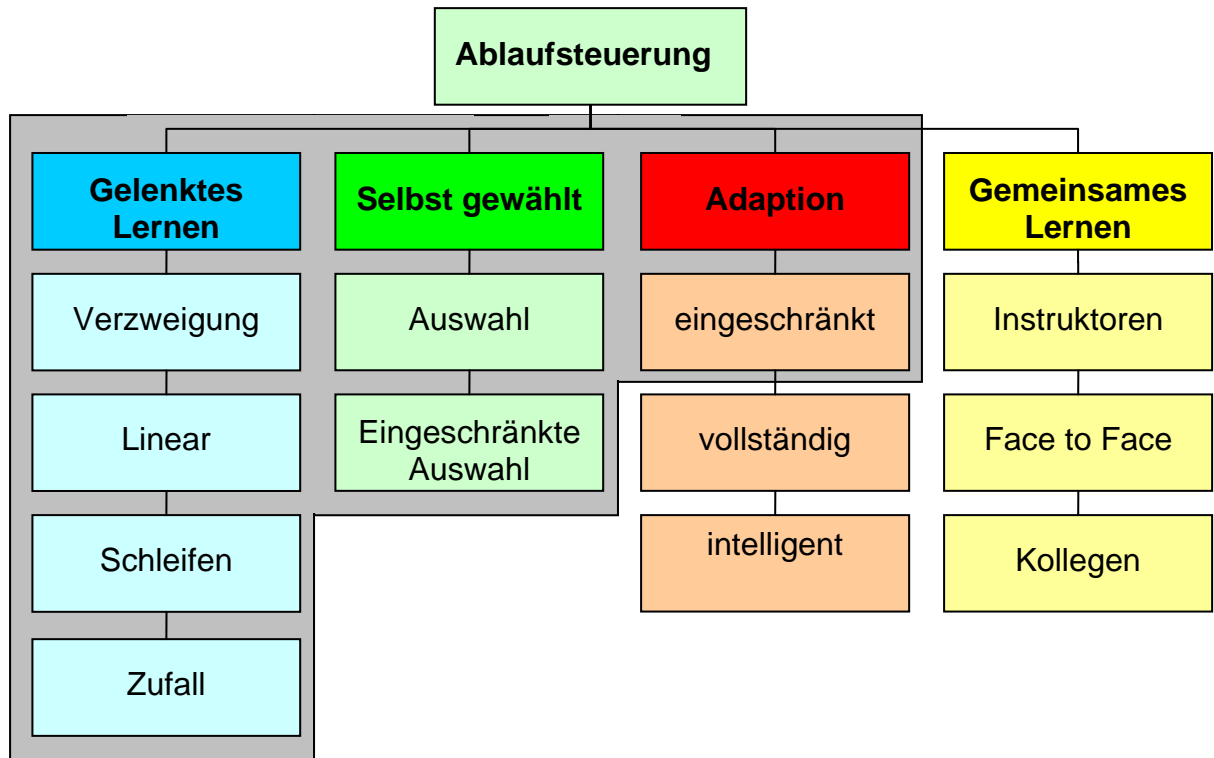 Ablaufsteuerung
Gelenktes
Lernen
Selbst gewählt
Adaption
Gemeinsames
Lernen
Verzweigung
Auswahl
eingeschränkt
Instruktoren
Linear
Eingeschränkte
Auswahl
vollständig
Face to Face
Schleifen
intelligent
Kollegen
Zufall